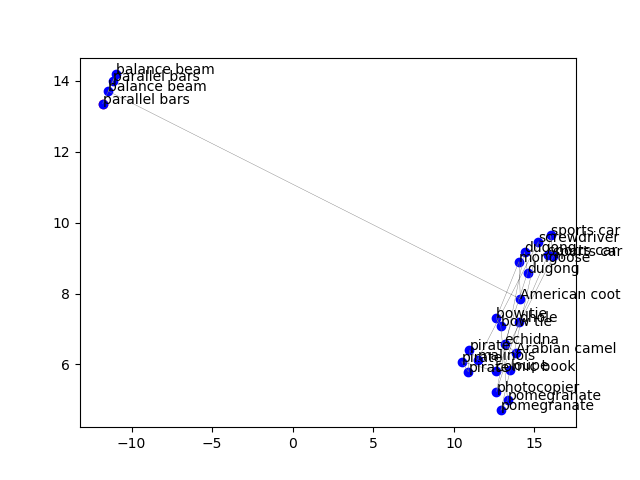 balance beam
parallel bars
balance beam
parallel bars
sports car
screwdriver
dugong
sports car
mongoose
dugong
American coot
bow tie
bow tie
echidna
pirate
Arabian camel
malinois
pirate
pirate
comic book
photocopier
pomegranate
pomegranate
14
12
10
8
6
−10
−5
0
5
10
15